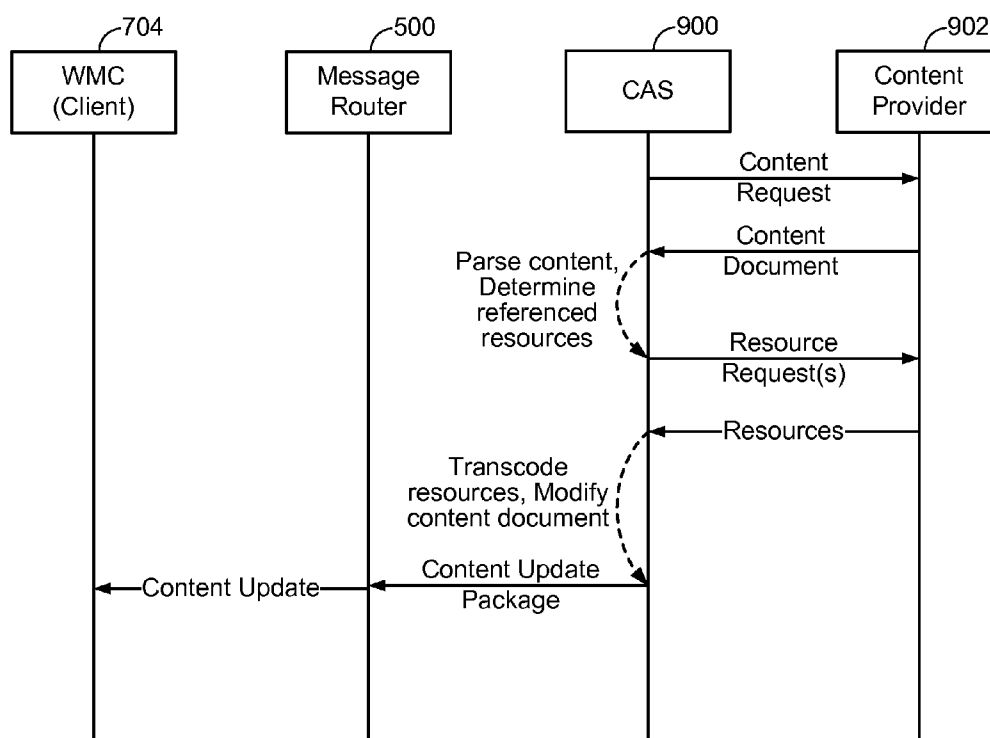 704
500
900
902
WMC
(Client)
Message
Router
CAS
Content
Provider
Content
Request
Content
Document
Parse content,
Determine
referenced
resources
Resource
Request(s)
Resources
Transcode
resources, Modify
content document
Content Update
Package
Content Update